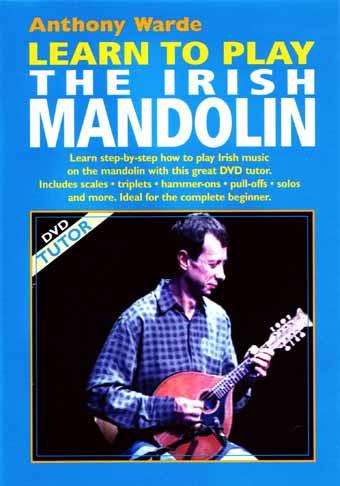 Anthony Warde
LEARN TO PLAY
THE IRISH
MANDOLIN
Learn step-by-step how to play Irish music
on the mandolin with this great DVD tutor.
Includes scales • triplets • hammer-ons • pull-offs • solos
and more. Ideal for the complete beginner.
DVD
TUTOR